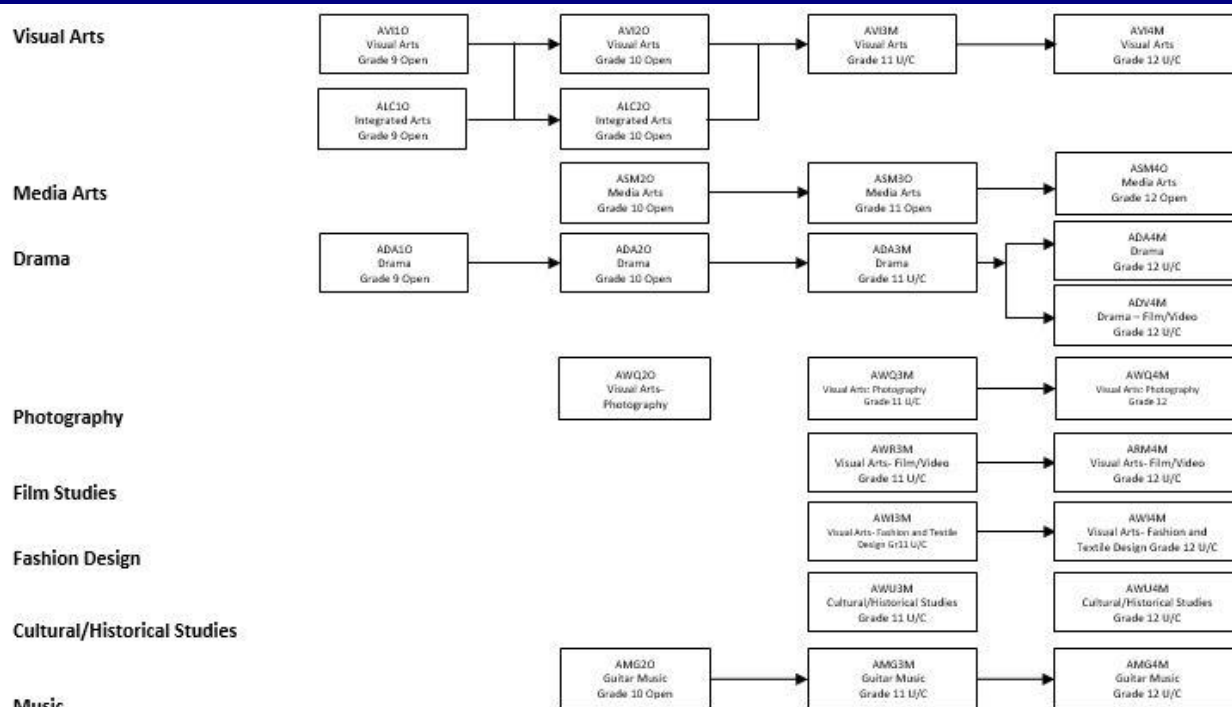 Visual Arts
AVI1O
Visual Arts
Grade 9 Open
AVI2O
Visual Arts
Grade 10 Open
AVI3M
Visual Arts
Grade 11 U/C
AVI4M
Visual Arts
Grade 12 U/C
ALC1O
Integrated Arts
Grade 9 Open
ALC2O
Integrated Arts
Grade 10 Open
Media Arts
ASM2O
Media Arts
Grade 10 Open
ASM3O
Media Arts
Grade 11 Open
ASM4O
Media Arts
Grade 12 Open
Drama
ADA1O
Drama
Grade 9 Open
ADA2O
Drama
Grade 10 Open
ADA3M
Drama
Grade 11 U/C
ADA4M
Drama
Grade 12 U/C
ADV4M
Drama – Film/Video
Grade 12 U/C
Photography
AWQ2O
Visual Arts-
Photography
AWQ3M
Visual Arts: Photography
Grade 11 U/C
AWQ4M
Visual Arts: Photography
Grade 12
Film Studies
AWR3M
Visual Arts- Film/Video
Grade 11 U/C
ARM4M
Visual Arts- Film/Video
Grade 12 U/C
Fashion Design
AWI3M
Visual Arts- Fashion and Textile
Design Gr11 U/C
AWI4M
Visual Arts- Fashion and
Textile Design Grade 12 U/C
Cultural/Historical Studies
AWU3M
Cultural/Historical Studies
Grade 11 U/C
AWU4M
Cultural/Historical Studies
Grade 12 U/C
Music
AMG2O
Guitar Music
Grade 10 Open
AMG3M
Guitar Music
Grade 11 U/C
AMG4M
Guitar Music
Grade 12 U/C